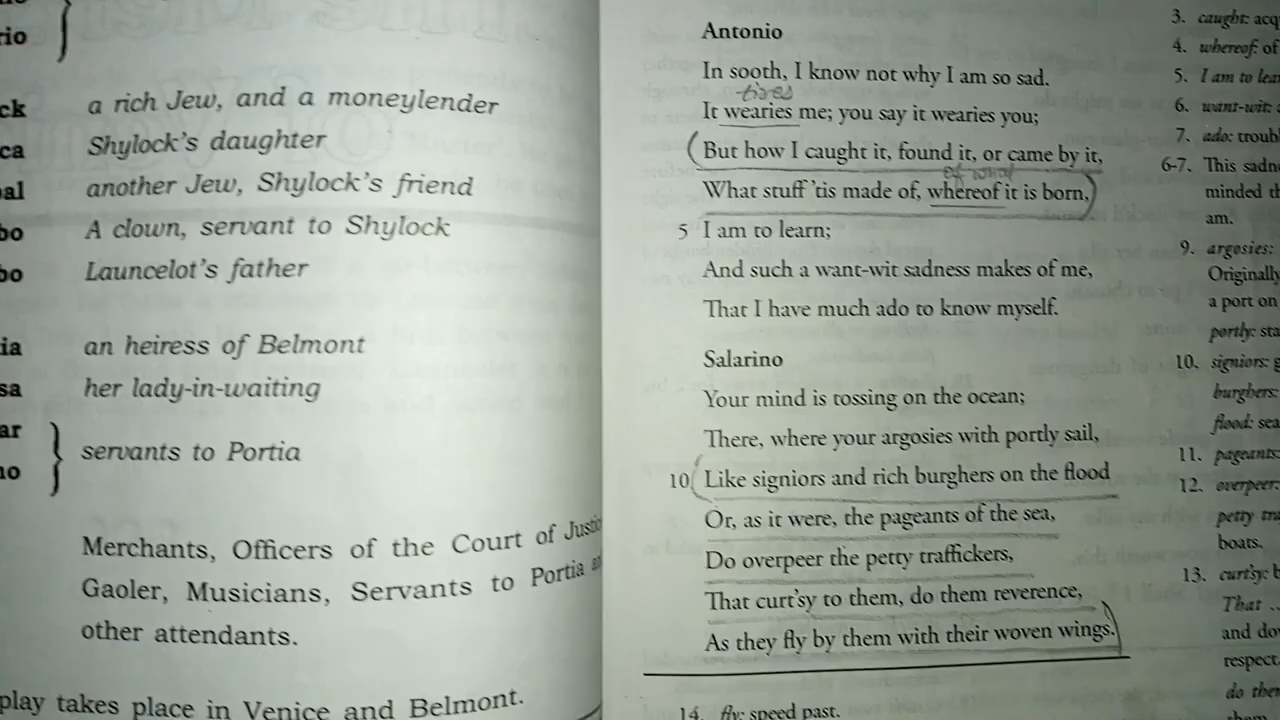 rio
ck a rich Jew, and a moneylender
ca Shylock's daughter
al another Jew, Shylock's friend
bo A clown, servant to Shylock
bo Launcelot's father
ia an heiress of Belmont
sa her lady-in-waiting
ar
no servants to Portia
Merchants, Officers of the Court of Justic
Gaoler, Musicians, Servants to Portia a
other attendants.
play takes place in Venice and Belmont.
Antonio
In sooth, I know not why I am so sad.
tires
It wearies me; you say it wearies you;
But how I caught it, found it, or came by it,
of what
What stuff 'tis made of, whereof it is born,
5 I am to learn;
And such a want-wit sadness makes of me,
That I have much ado to know myself.
Salarino
Your mind is tossing on the ocean;
There, where your argosies with portly sail,
10 Like signiors and rich burghers on the flood
Or, as it were, the pageants of the sea,
Do overpeer the petty traffickers,
That curt'sy to them, do them reverence,
As they fly by them with their woven wings.
14. fly: speed past.
3. caught: acq
4. whereof: of
5. I am to lea
6. want-wit:
7. ado: troubl
6-7. This sadn
minded th
am.
9. argosies:
Originally
a port on
portly: sta
10. signiors: g
burghers:
flood: sea
11. pageants:
12. overpeer:
petty tra
boats.
13. curt'sy: b
That ..
and do
respect.
do then